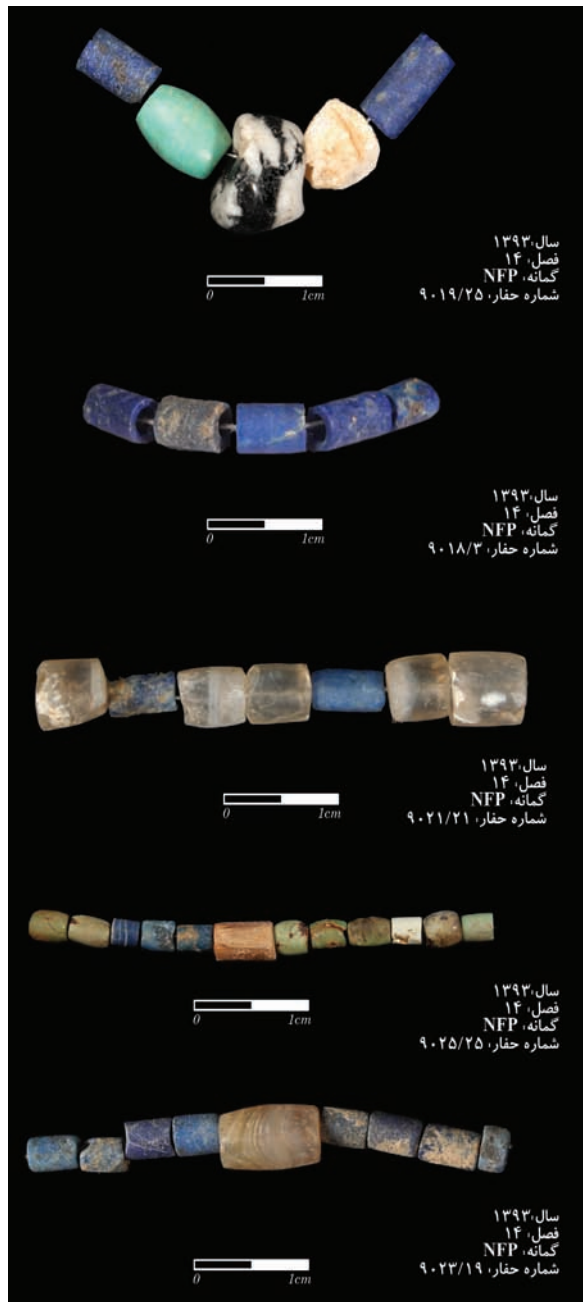 سال:۱۳۹۳
فصل: ۱۴
گمانه: NFP
شماره حفار: ۹۰۱۹/۲۵
0 1cm
سال:۱۳۹۳
فصل: ۱۴
گمانه: NFP
شماره حفار: ۹۰۱۸/۳
0 1cm
سال:۱۳۹۳
فصل: ۱۴
گمانه: NFP
شماره حفار: ۹۰۲۱/۲۱
0 1cm
سال:۱۳۹۳
فصل: ۱۴
گمانه: NFP
شماره حفار: ۹۰۲۵/۲۵
0 1cm
سال:۱۳۹۳
فصل: ۱۴
گمانه: NFP
شماره حفار: ۹۰۲۳/۱۹
0 1cm